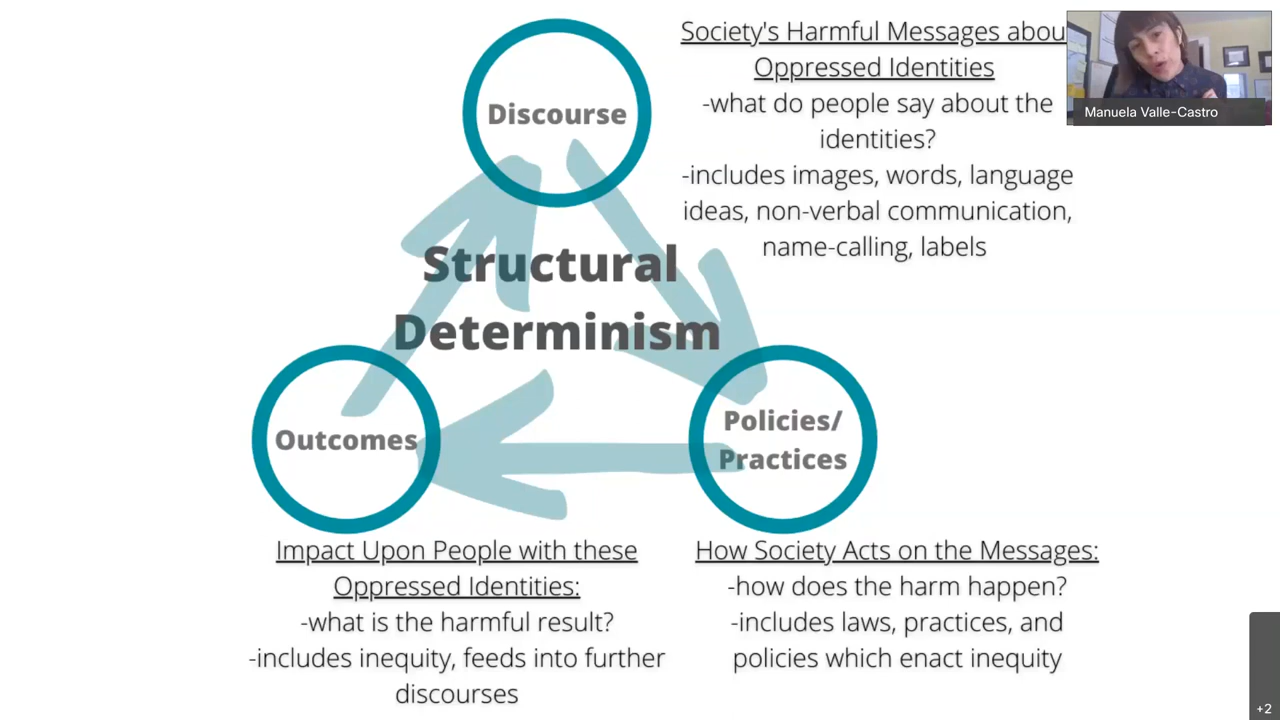 Society's Harmful Messages abou
Oppressed Identities
-what do people say about the
identities?
-includes images, words, language
ideas, non-verbal communication,
name-calling, labels
Manuela Valle-Castro
Discourse
Structural
Determinism
Outcomes
Policies/
Practices
Impact Upon People with these
Oppressed Identities:
-what is the harmful result?
-includes inequity, feeds into further
discourses
How Society Acts on the Messages:
-how does the harm happen?
-includes laws, practices, and
policies which enact inequity
+2